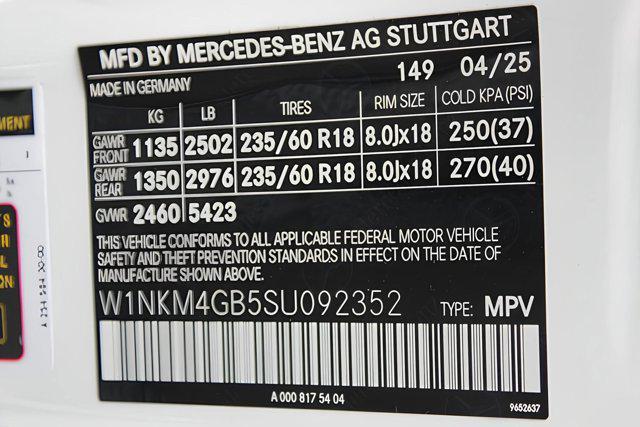 MFD BY MERCEDES-BENZ AG STUTTGART
MADE IN GERMANY 149 04/25
KG LB TIRES RIM SIZE COLD KPA(PSI)
GAWR FRONT 1135 2502 235/60 R18 8.0Jx18 250(37)
GAWR REAR 1350 2976 235/60 R18 8.0Jx18 270(40)
GVWR 2460 5423
THIS VEHICLE CONFORMS TO ALL APPLICABLE FEDERAL MOTOR VEHICLE
SAFETY AND THEFT PREVENTION STANDARDS IN EFFECT ON THE DATE OF
MANUFACTURE SHOWN ABOVE.
W1NKM4GB5SU092352 TYPE: MPV
A 000 817 54 04
9652637